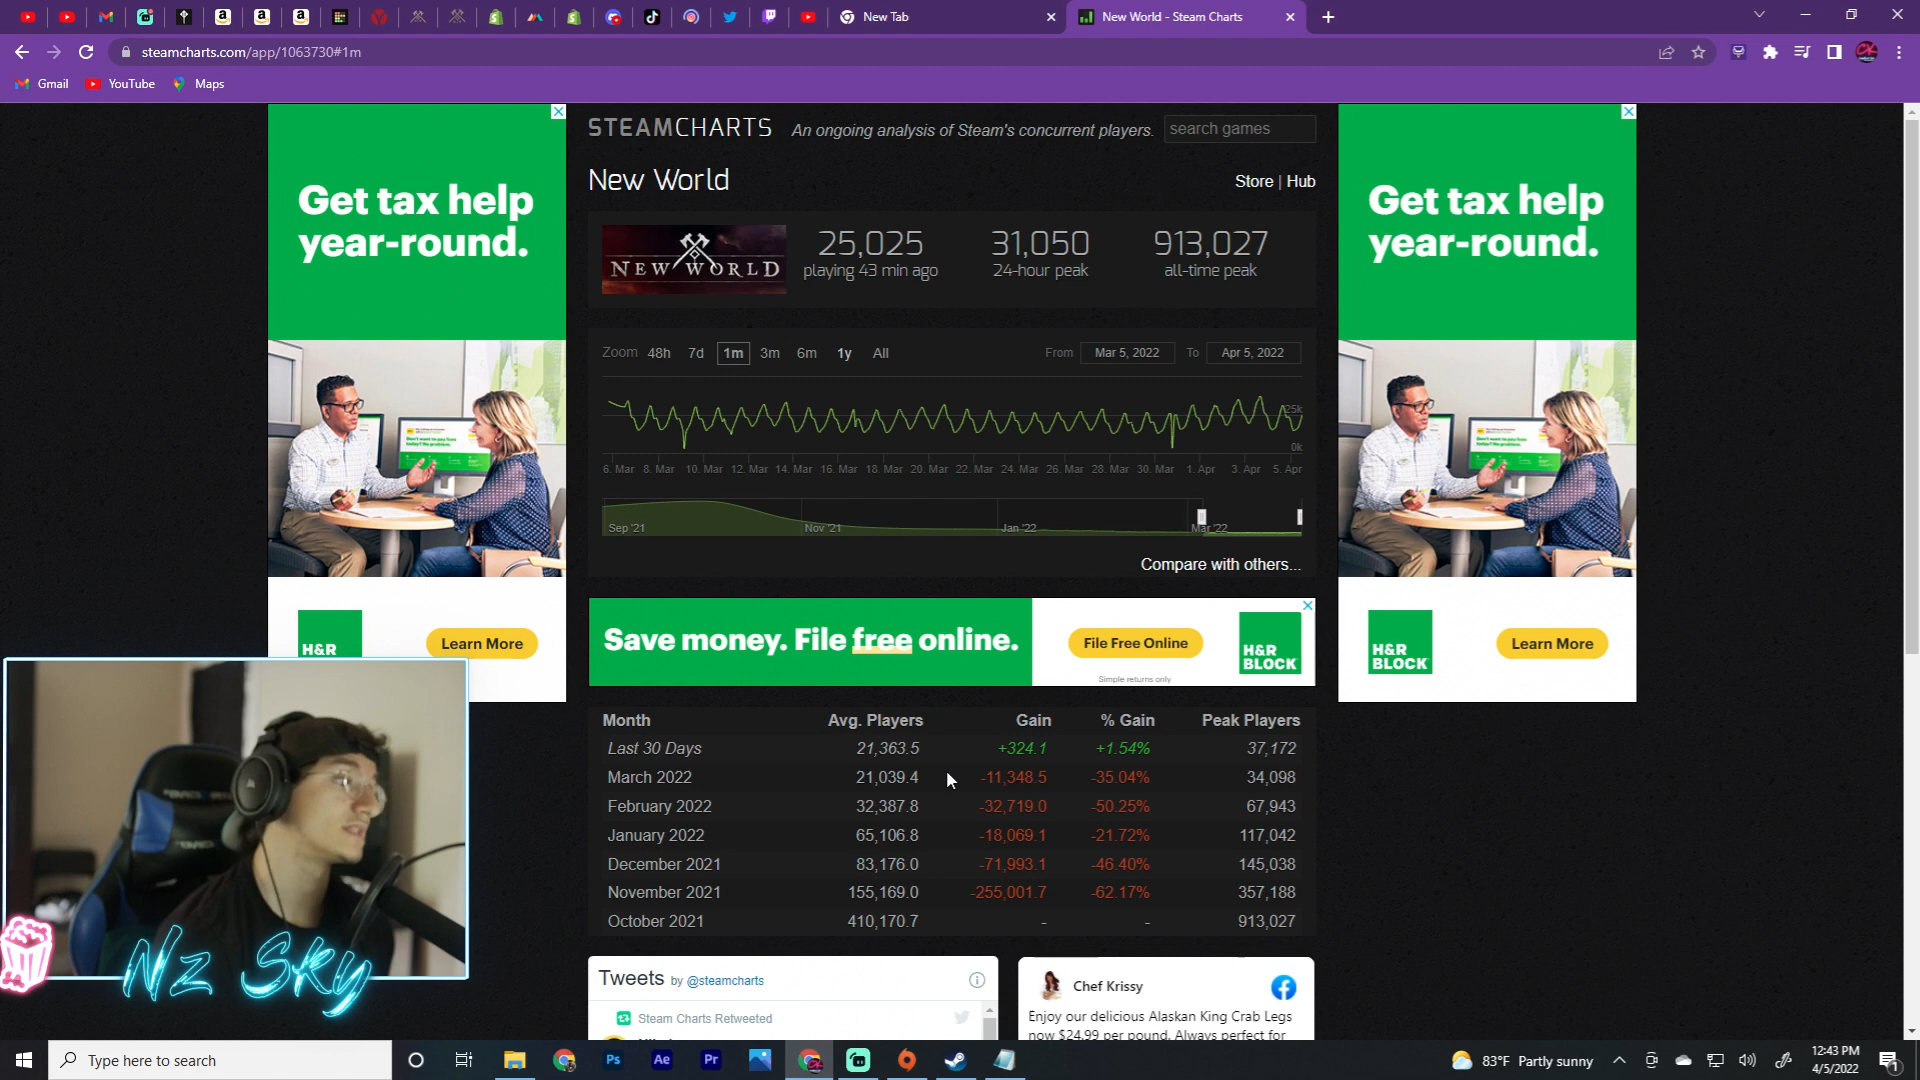 New Tab
New World - Steam Charts
steamcharts.com/app/1063730#1m
Gmail
YouTube
Maps
Get tax help
year-round.
H&R
Learn More
STEAMCHARTS
An ongoing analysis of Steam's concurrent players.
search games
New World
Store | Hub
NEW WORLD
25,025
playing 43 min ago
31,050
24-hour peak
913,027
all-time peak
Zoom 48h 7d 1m 3m 6m 1y All
From Mar 5, 2022 To Apr 5, 2022
25k
0k
6. Mar 8. Mar 10. Mar 12. Mar 14. Mar 16. Mar 18. Mar 20. Mar 22. Mar 24. Mar 26. Mar 28. Mar 30. Mar 1. Apr 3. Apr 5. Apr
Sep '21 Nov '21 Jan '22 Mar '22
Compare with others...
Save money. File free online.
File Free Online
Simple returns only
H&R
BLOCK
Month Avg. Players Gain % Gain Peak Players
Last 30 Days 21,363.5 +324.1 +1.54% 37,172
March 2022 21,039.4 -11,348.5 -35.04% 34,098
February 2022 32,387.8 -32,719.0 -50.25% 67,943
January 2022 65,106.8 -18,069.1 -21.72% 117,042
December 2021 83,176.0 -71,993.1 -46.40% 145,038
November 2021 155,169.0 -255,001.7 -62.17% 357,188
October 2021 410,170.7 - - 913,027
Tweets by @steamcharts
Steam Charts Retweeted
Chef Krissy
Enjoy our delicious Alaskan King Crab Legs
now $24.99 per pound. Always perfect for
Get tax help
year-round.
H&R
BLOCK
Learn More
Nz Sky
Type here to search
Ps
Ae
Pr
83°F Partly sunny
12:43 PM
4/5/2022
1